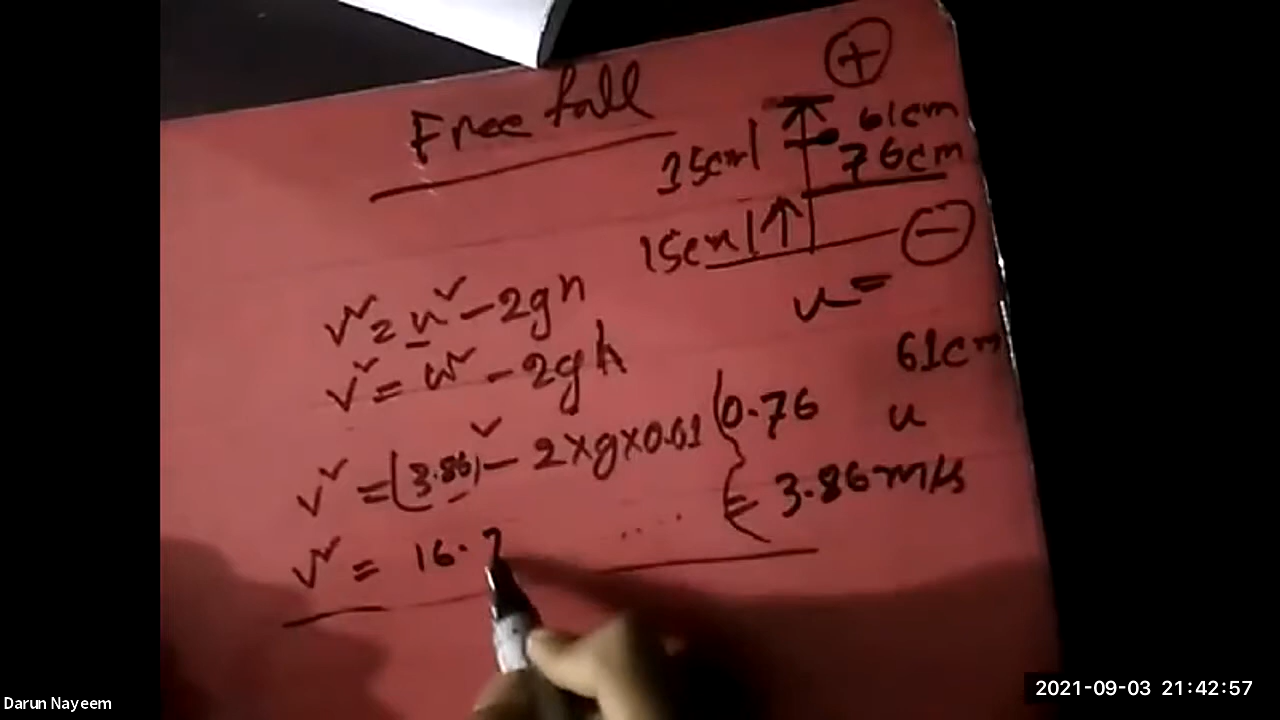 Free fall
+
61cm
35cm
76cm
15cm
−
v² = u² − 2gh
u =
v² = u² − 2gh
61cm
v² = (3.86)² − 2×g×0.61
0.76
u
= 3.86 m/s
v² = 16.
....
Darun Nayeem
2021-09-03 21:42:57